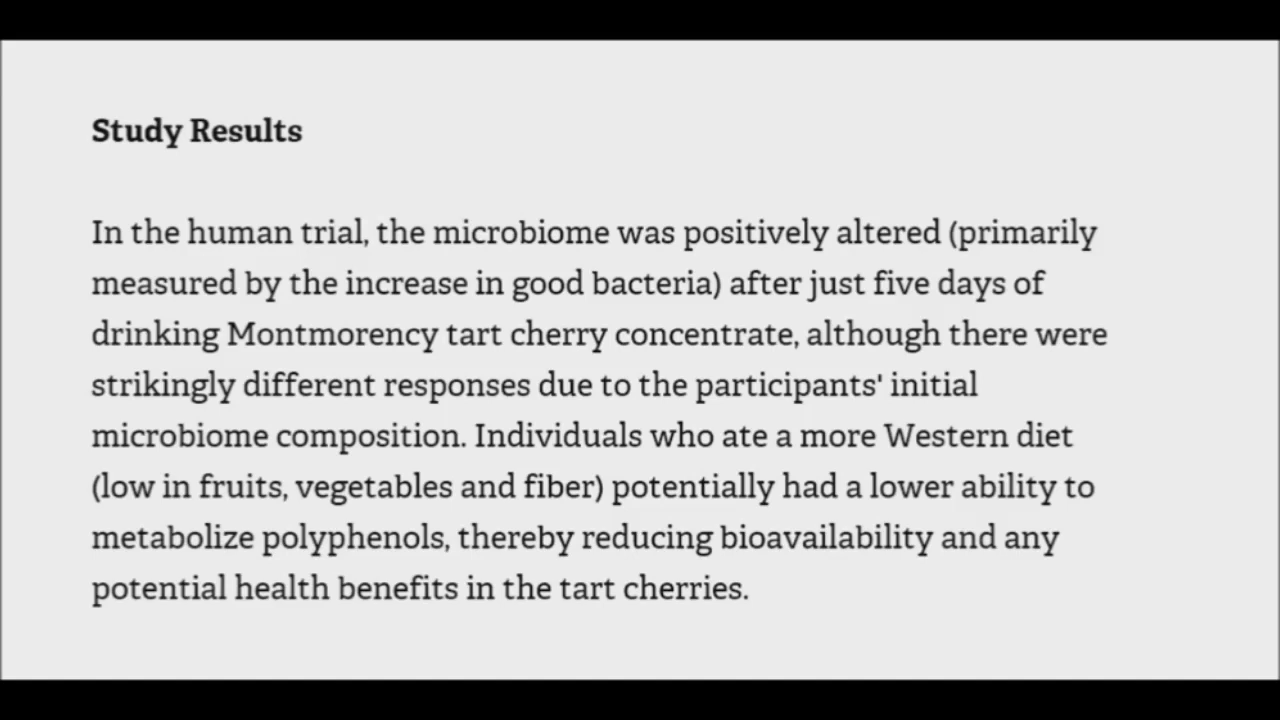 Study Results
In the human trial, the microbiome was positively altered (primarily
measured by the increase in good bacteria) after just five days of
drinking Montmorency tart cherry concentrate, although there were
strikingly different responses due to the participants' initial
microbiome composition. Individuals who ate a more Western diet
(low in fruits, vegetables and fiber) potentially had a lower ability to
metabolize polyphenols, thereby reducing bioavailability and any
potential health benefits in the tart cherries.